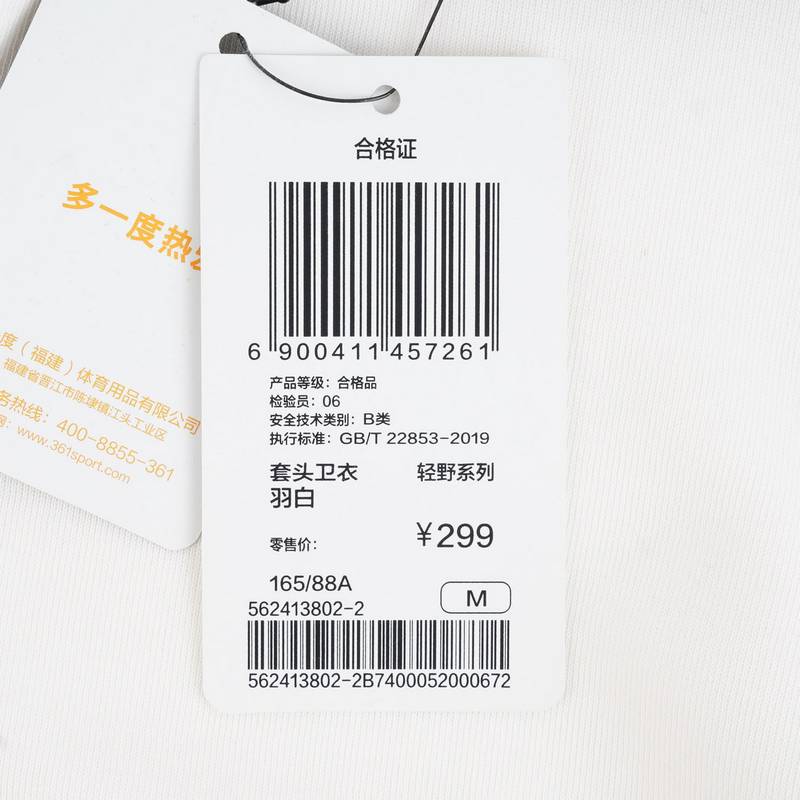 合格证
6 900411 457261
产品等级：合格品
检验员：06
安全技术类别：B类
执行标准：GB/T 22853-2019
套头卫衣 轻野系列
羽白
零售价： ¥299
165/88A
562413802-2 M
562413802-2B7400052000672
多一度热
度（福建）体育用品有限公司
福建省晋江市陈埭镇江头工业区
务热线：400-8855-361
网：www.361sport.com